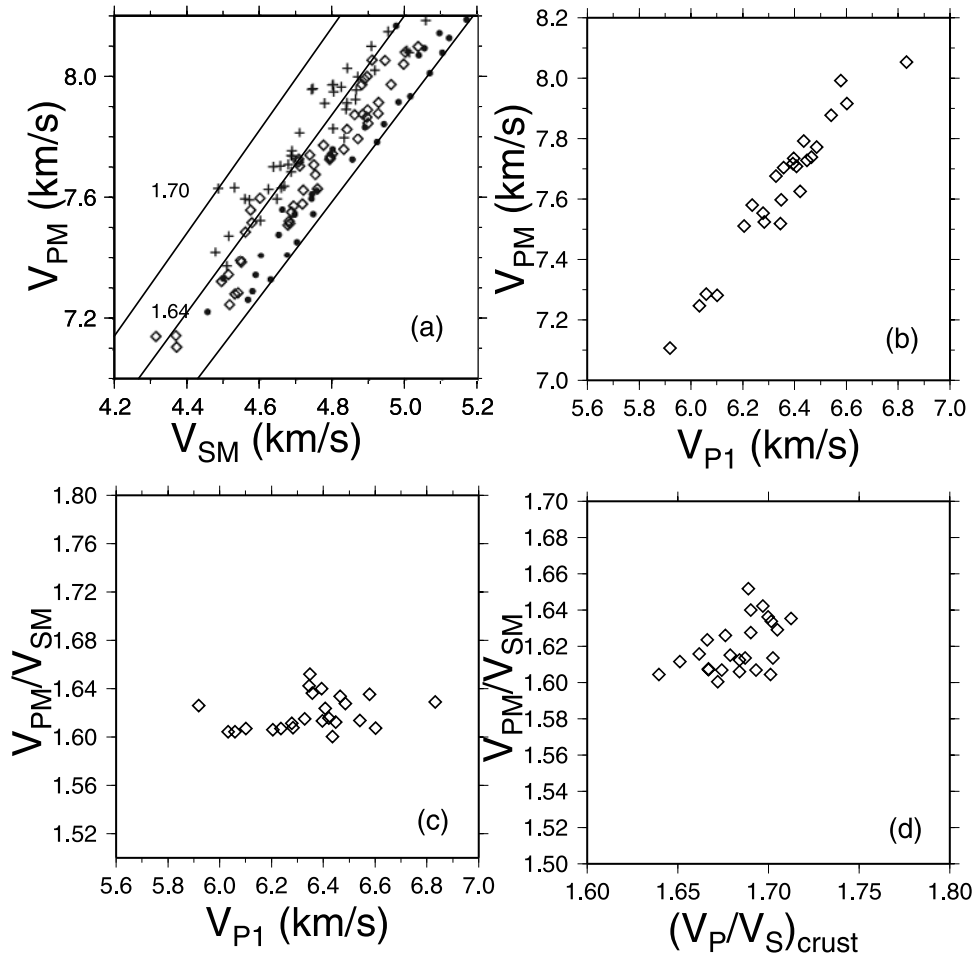 8.0
7.6
7.2
V_PM (km/s)
1.70
1.64
(a)
4.2 4.4 4.6 4.8 5.0 5.2
V_SM (km/s)
8.2
8.0
7.8
7.6
7.4
7.2
7.0
V_PM (km/s)
(b)
5.6 5.8 6.0 6.2 6.4 6.6 6.8 7.0
V_P1 (km/s)
1.80
1.76
1.72
1.68
1.64
1.60
1.56
1.52
V_PM/V_SM
(c)
5.6 5.8 6.0 6.2 6.4 6.6 6.8 7.0
V_P1 (km/s)
1.70
1.68
1.66
1.64
1.62
1.60
1.58
1.56
1.54
1.52
1.50
V_PM/V_SM
(d)
1.60 1.65 1.70 1.75 1.80
(V_P/V_S)_crust